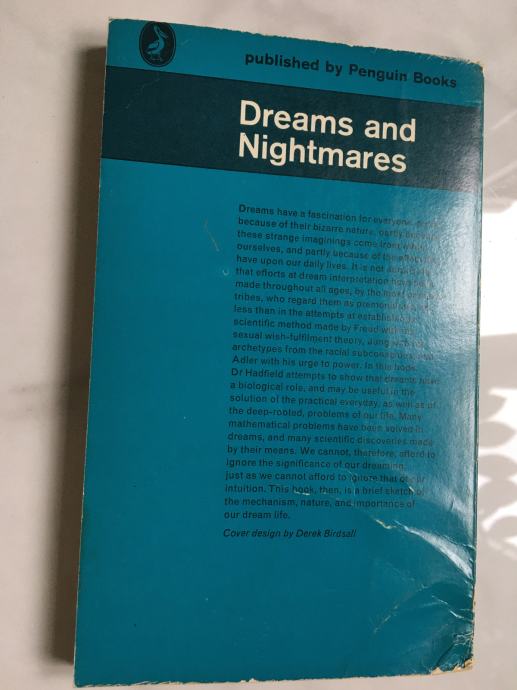 published by Penguin Books
Dreams and
Nightmares
Dreams have a fascination for everyone, partly
because of their bizarre nature, partly because
these strange imaginings come from within
ourselves, and partly because of the effect they
have upon our daily lives. It is not surprising
that efforts at dream interpretation have been
made throughout all ages, by the most
tribes, who regard them as premonitions, no
less than in the attempts at establishing a
scientific method made by Freud with his
sexual wish-fulfilment theory, Jung with his
archetypes from the racial subconscious, and
Adler with his urge to power. In this book,
Dr Hadfield attempts to show that dreams have
a biological role, and may be useful in the
solution of the practical everyday, as well as of
the deep-rooted, problems of our life. Many
mathematical problems have been solved in
dreams, and many scientific discoveries made
by their means. We cannot, therefore, afford to
ignore the significance of our dreaming,
just as we cannot afford to ignore that of our
intuition. This book, then, is a brief sketch of
the mechanism, nature, and importance of
our dream life.
Cover design by Derek Birdsall